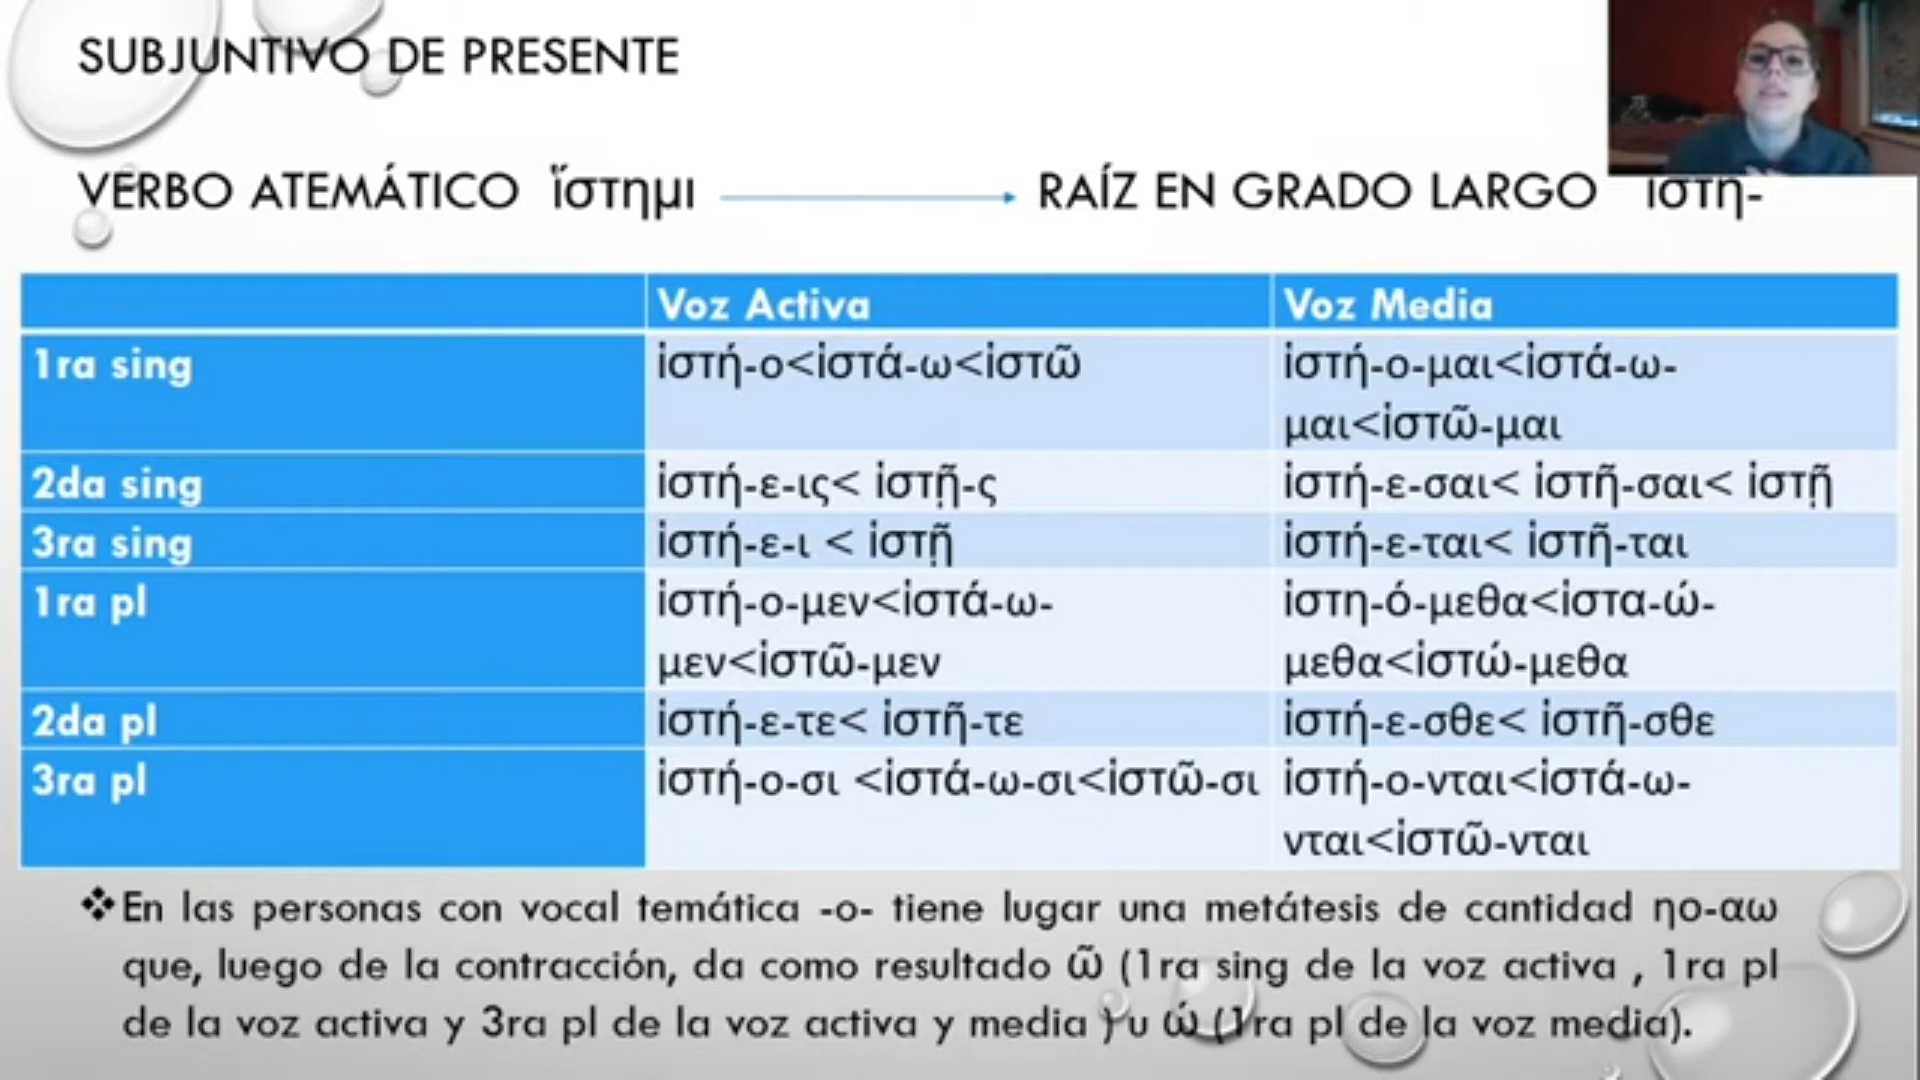 SUBJUNTIVO DE PRESENTE
VERBO ATEMÁTICO ἵστημι RAÍZ EN GRADO LARGO ἱστη-
Voz Activa Voz Media
1ra sing ἱστή-ο<ἱστά-ω<ἱστῶ ἱστή-ο-μαι<ἱστά-ω-
μαι<ἱστῶ-μαι
2da sing ἱστή-ε-ις< ἱστῇ-ς ἱστή-ε-σαι< ἱστῆ-σαι< ἱστῇ
3ra sing ἱστή-ε-ι < ἱστῇ ἱστή-ε-ται< ἱστῆ-ται
1ra pl ἱστή-ο-μεν<ἱστά-ω- ἱστη-ό-μεθα<ἱστα-ώ-
μεν<ἱστῶ-μεν μεθα<ἱστώ-μεθα
2da pl ἱστή-ε-τε< ἱστῆ-τε ἱστή-ε-σθε< ἱστῆ-σθε
3ra pl ἱστή-ο-σι <ἱστά-ω-σι<ἱστῶ-σι ἱστή-ο-νται<ἱστά-ω-
νται<ἱστῶ-νται
❖En las personas con vocal temática -o- tiene lugar una metátesis de cantidad ηο-αω
que, luego de la contracción, da como resultado ῶ (1ra sing de la voz activa , 1ra pl
de la voz activa y 3ra pl de la voz activa y media ) u ώ (1ra pl de la voz media).